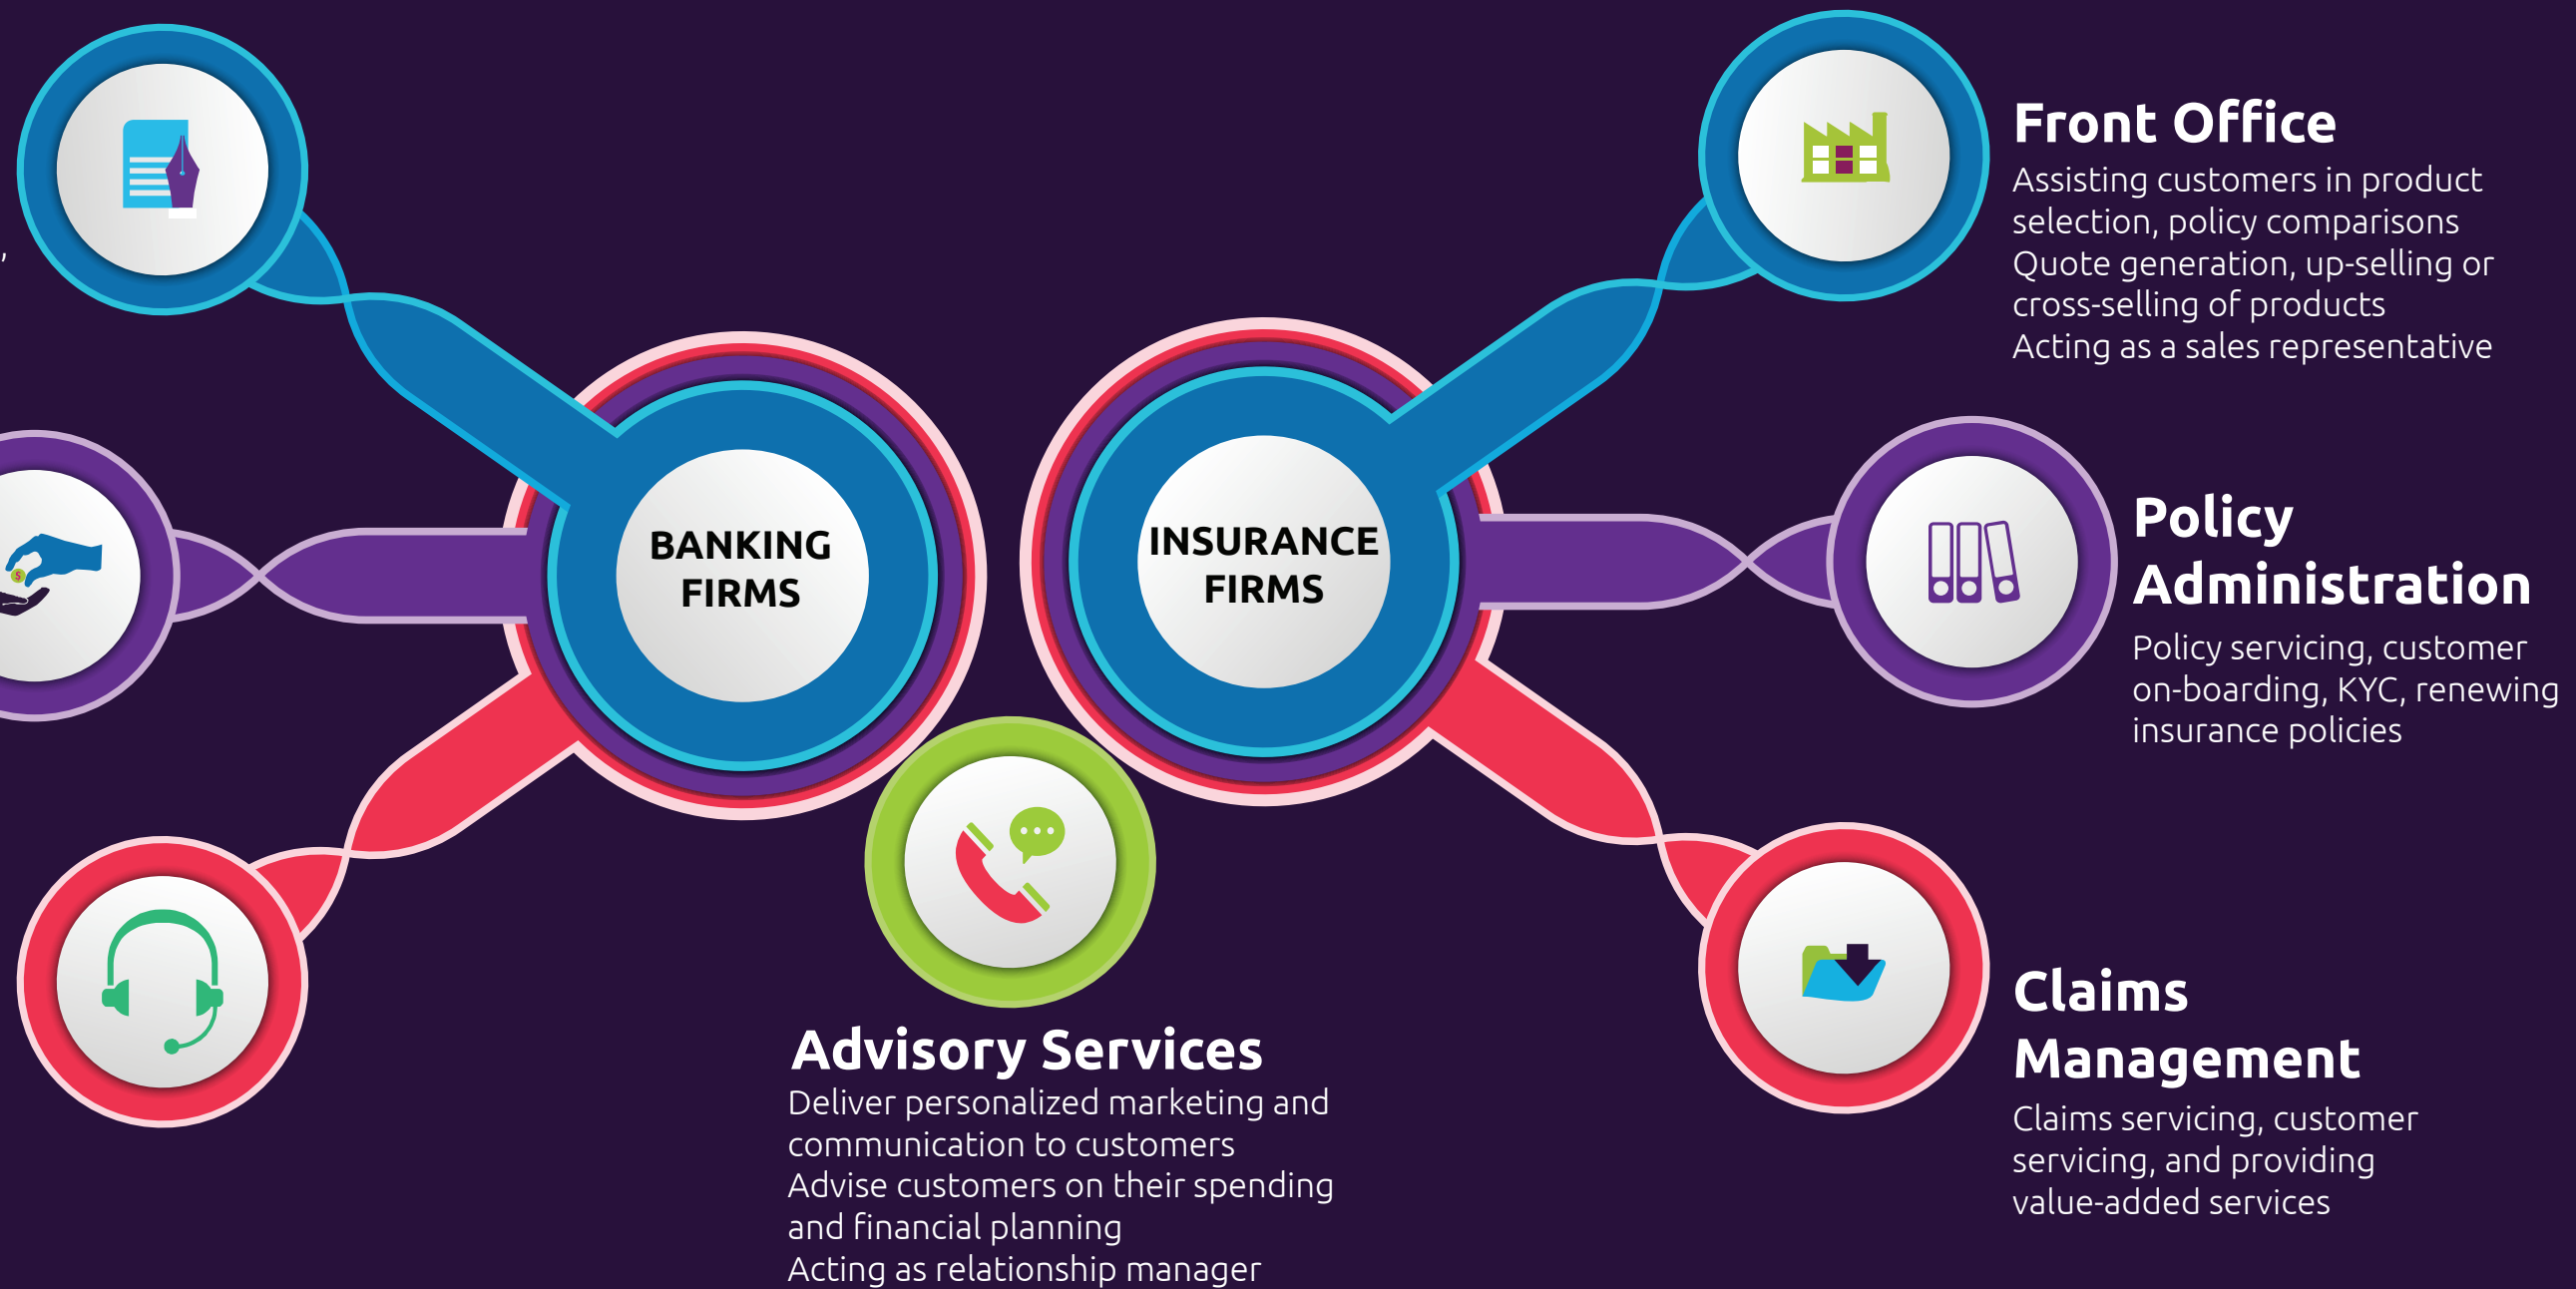 ,
BANKING
FIRMS
INSURANCE
FIRMS
Front Office
Assisting customers in product
selection, policy comparisons
Quote generation, up-selling or
cross-selling of products
Acting as a sales representative
Policy
Administration
Policy servicing, customer
on-boarding, KYC, renewing
insurance policies
Claims
Management
Claims servicing, customer
servicing, and providing
value-added services
Advisory Services
Deliver personalized marketing and
communication to customers
Advise customers on their spending
and financial planning
Acting as relationship manager
$